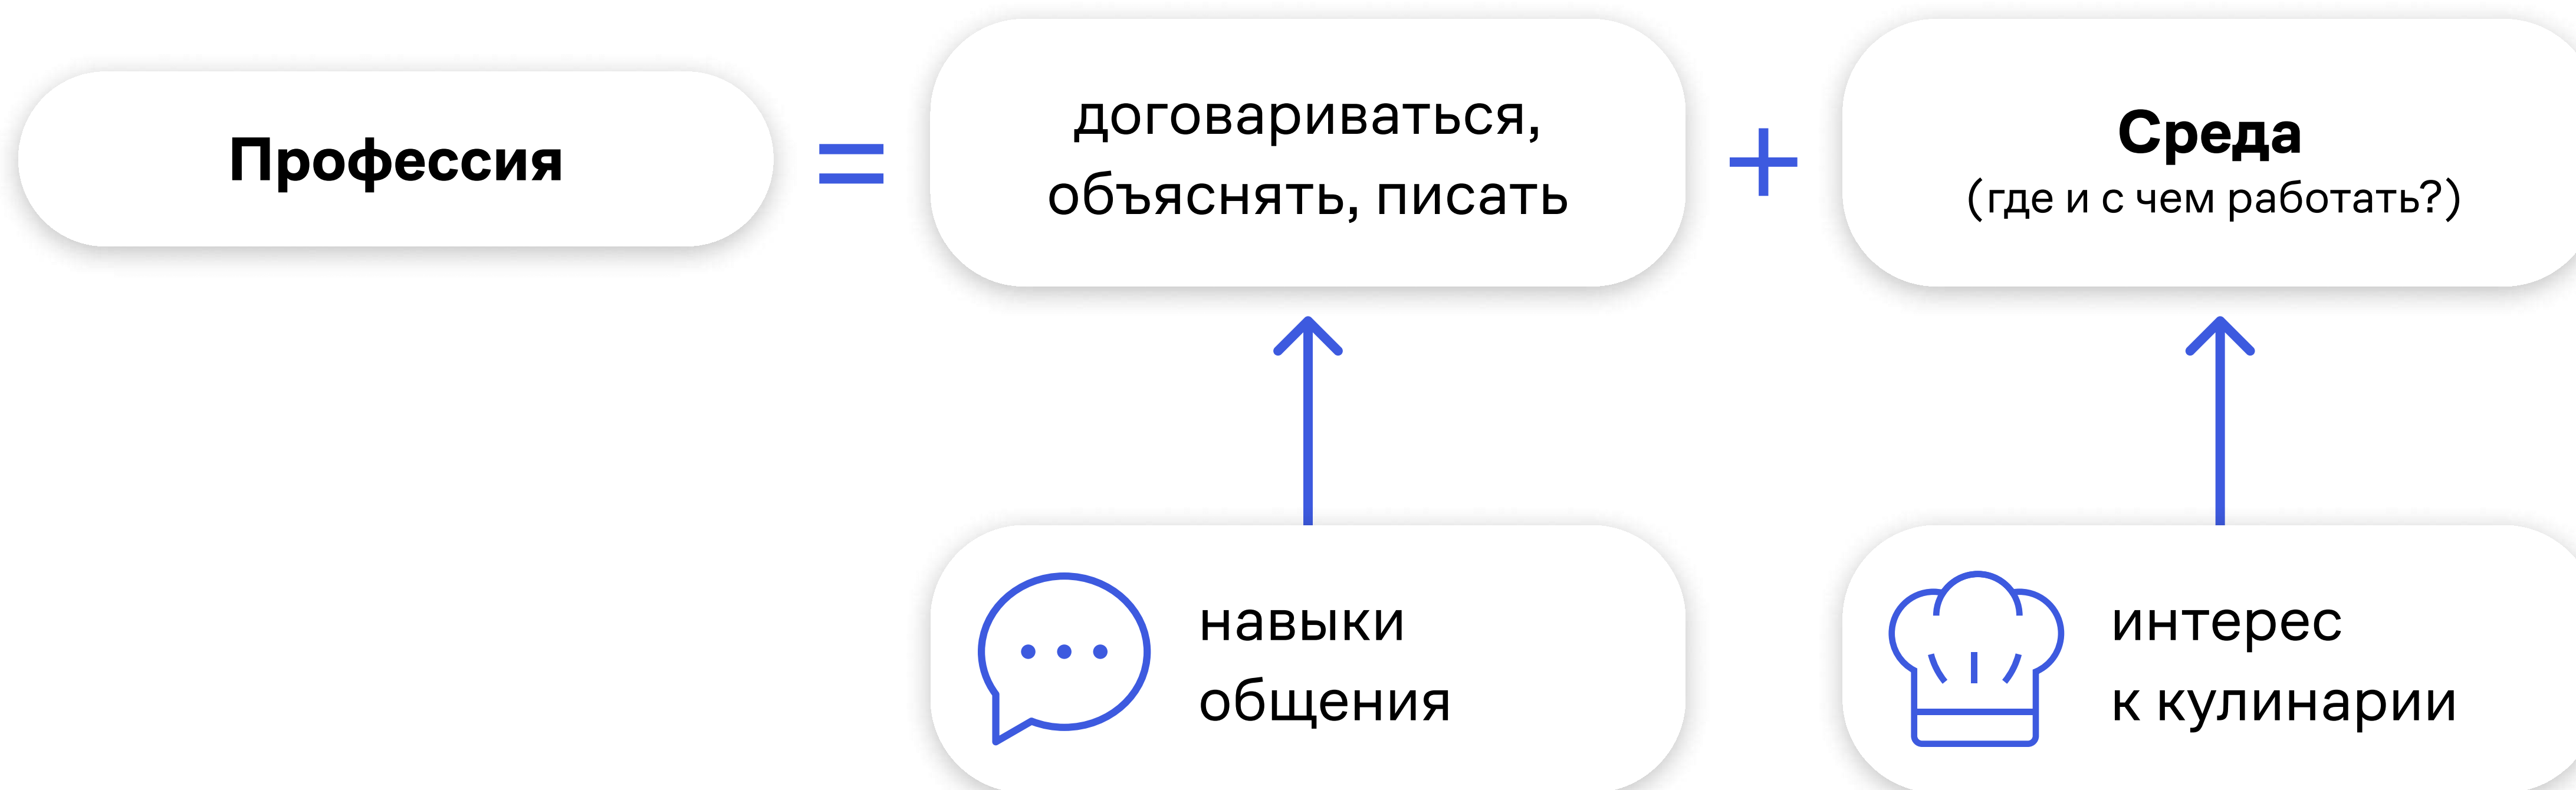 Профессия
=
договариваться,
объяснять, писать
+
Среда
(где и с чем работать?)
навыки
общения
интерес
к кулинарии